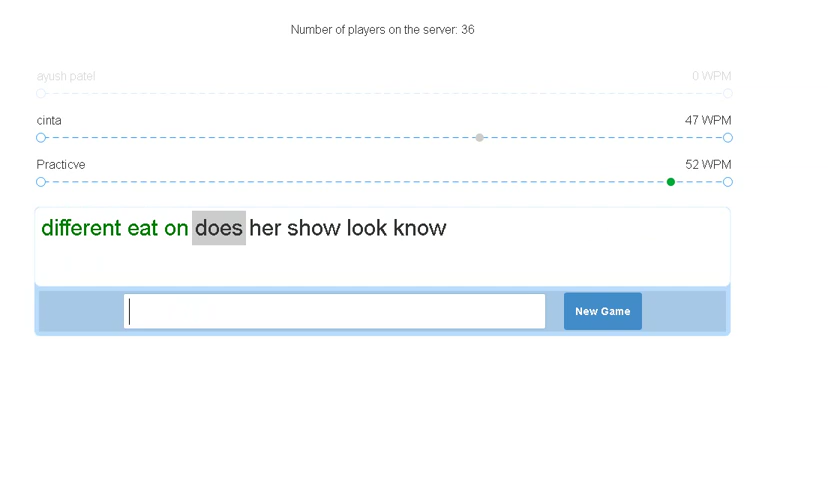 Number of players on the server: 36
ayush patel 0 WPM
cinta 47 WPM
Practicve 52 WPM
different eat on does her show look know
New Game